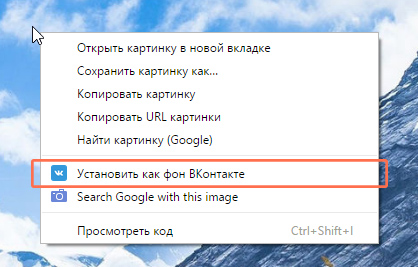 Открыть картинку в новой вкладке
Сохранить картинку как...
Копировать картинку
Копировать URL картинки
Найти картинку (Google)
Установить как фон ВКонтакте
Search Google with this image
Просмотреть код Ctrl+Shift+I